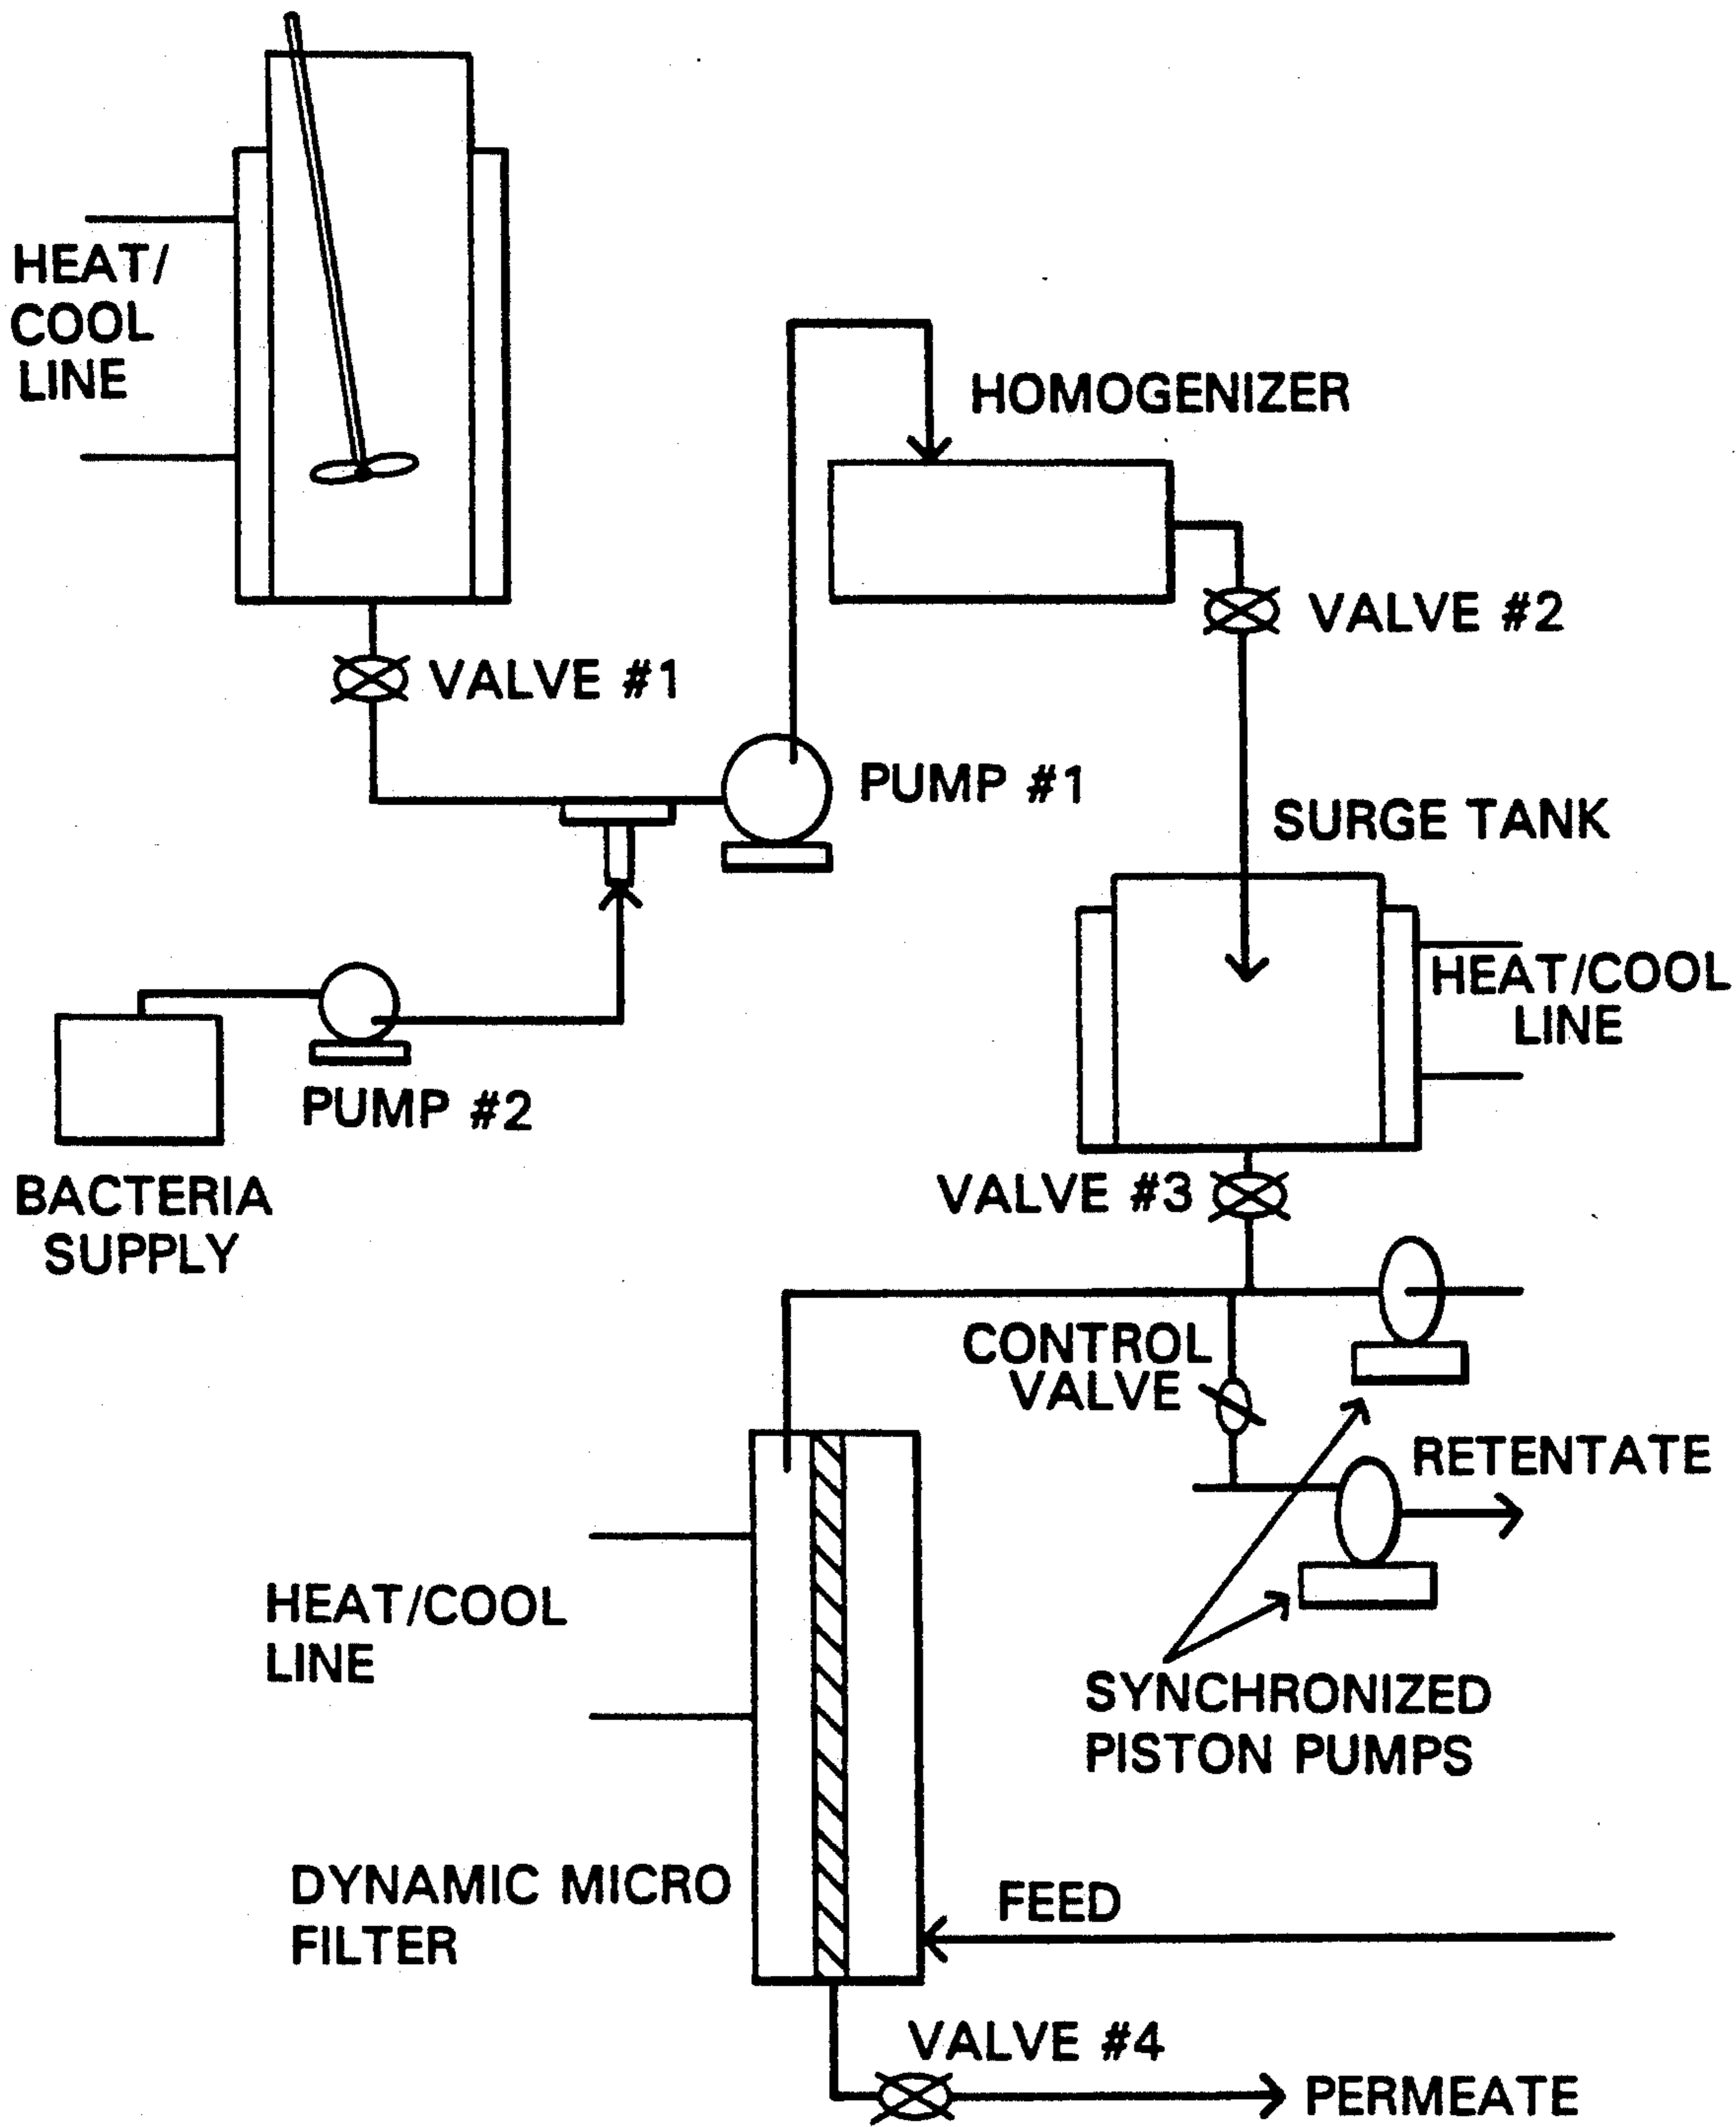 HEAT/
COOL
LINE
HOMOGENIZER
VALVE #2
VALVE #1
PUMP #1
SURGE TANK
HEAT/COOL
LINE
PUMP #2
BACTERIA
SUPPLY
VALVE #3
CONTROL
VALVE
RETENTATE
HEAT/COOL
LINE
SYNCHRONIZED
PISTON PUMPS
DYNAMIC MICRO
FILTER
FEED
VALVE #4
PERMEATE